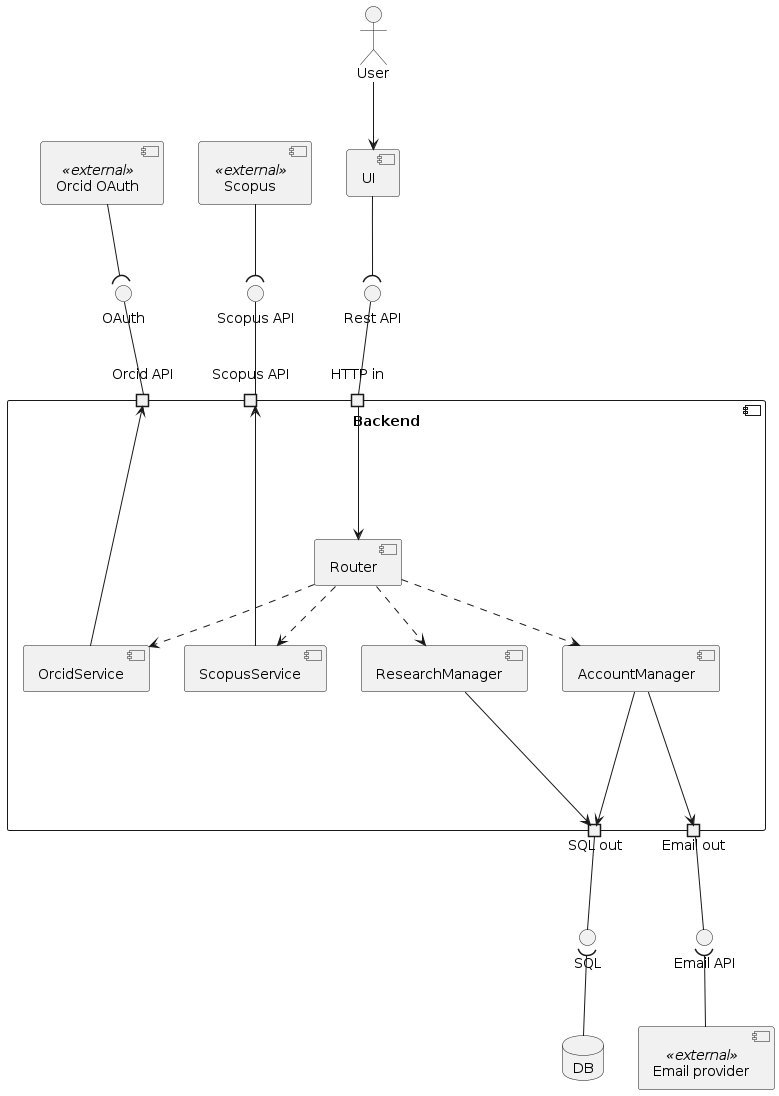 User
«external»
Orcid OAuth
«external»
Scopus
UI
OAuth
Scopus API
Rest API
Orcid API
Scopus API
HTTP in
Backend
Router
OrcidService
ScopusService
ResearchManager
AccountManager
SQL out
Email out
SQL
Email API
DB
«external»
Email provider